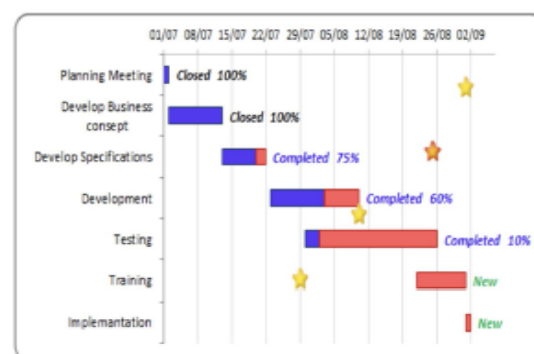 01/07 08/07 15/07 22/07 29/07 05/08 12/08 19/08 26/08 02/09
Planning Meeting Closed 100%
Develop Business
consept Closed 100%
Develop Specifications Completed 75%
Development Completed 60%
Testing Completed 10%
Training New
Implemantation New